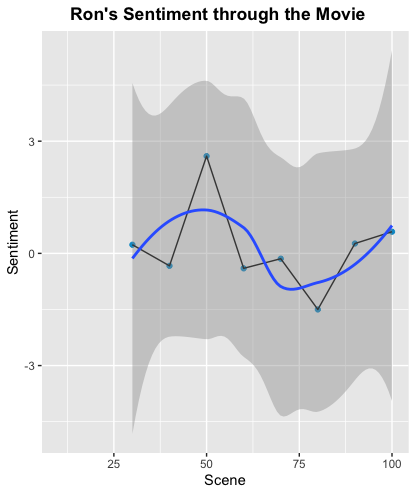 Ron's Sentiment through the Movie
3
0
-3
Sentiment
25 50 75 100
Scene